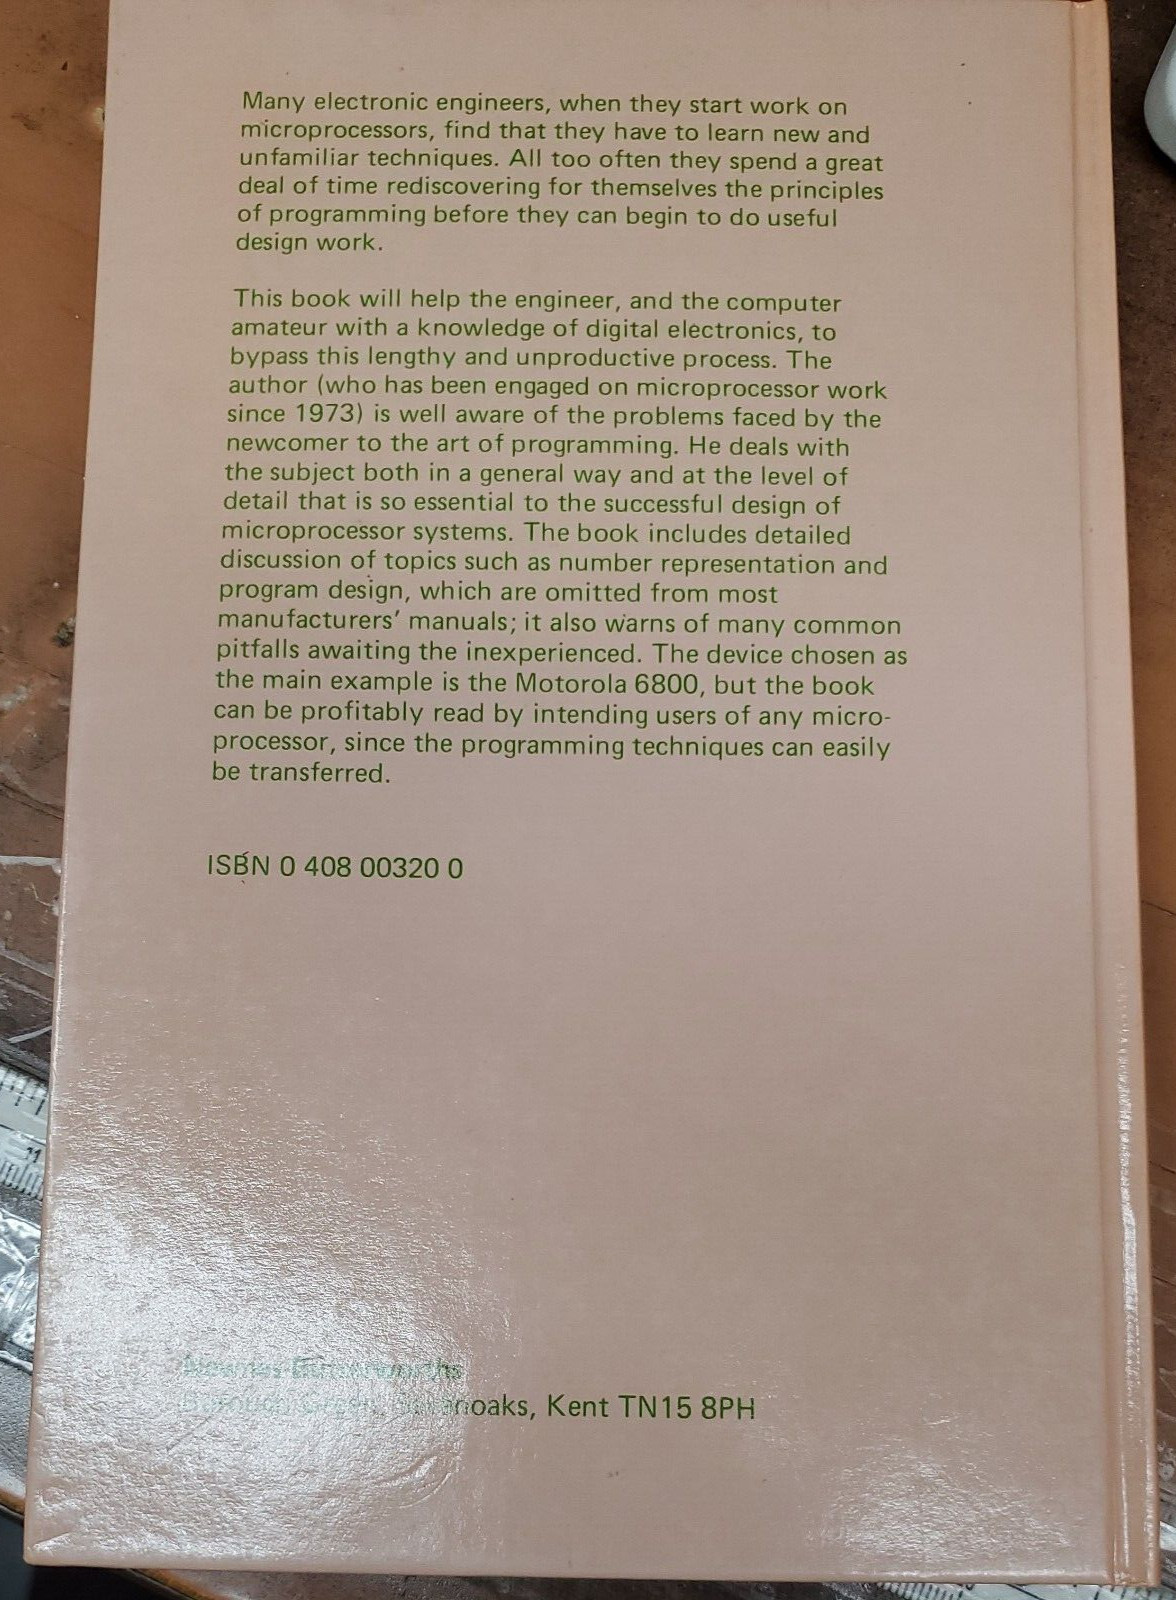 Many electronic engineers, when they start work on
microprocessors, find that they have to learn new and
unfamiliar techniques. All too often they spend a great
deal of time rediscovering for themselves the principles
of programming before they can begin to do useful
design work.
This book will help the engineer, and the computer
amateur with a knowledge of digital electronics, to
bypass this lengthy and unproductive process. The
author (who has been engaged on microprocessor work
since 1973) is well aware of the problems faced by the
newcomer to the art of programming. He deals with
the subject both in a general way and at the level of
detail that is so essential to the successful design of
microprocessor systems. The book includes detailed
discussion of topics such as number representation and
program design, which are omitted from most
manufacturers' manuals; it also warns of many common
pitfalls awaiting the inexperienced. The device chosen as
the main example is the Motorola 6800, but the book
can be profitably read by intending users of any micro-
processor, since the programming techniques can easily
be transferred.
ISBN 0 408 00320 0
Newnes-Butterworths
Borough Green, Sevenoaks, Kent TN15 8PH
11